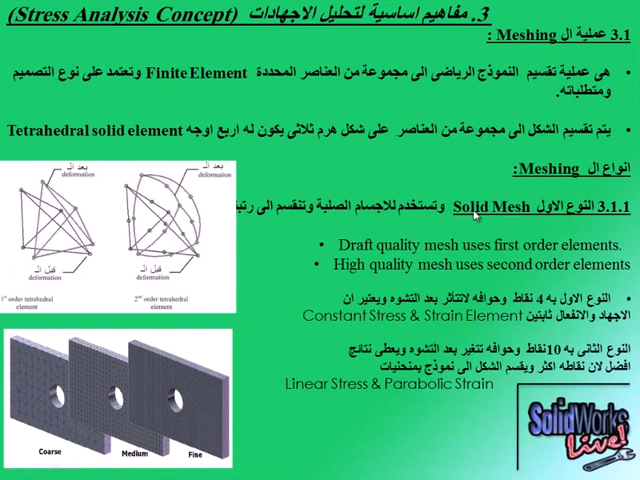 3. مفاهيم اساسية لتحليل الاجهادات (Stress Analysis Concept)
3.1 عملية ال Meshing :
• هى عملية تقسيم النموذج الرياضى الى مجموعة من العناصر المحددة Finite Element وتعتمد على نوع التصميم
ومتطلباته.
• يتم تقسيم الشكل الى مجموعة من العناصر على شكل هرم ثلاثى يكون له اربع اوجه Tetrahedral solid element
انواع ال Meshing:
3.1.1 النوع الاول Solid Mesh وتستخدم للاجسام الصلبة وتنقسم الى
• Draft quality mesh uses first order elements.
• High quality mesh uses second order elements
• النوع الاول به 4 نقاط وحوافه لاتتأثر بعد التشوه ويعتبر ان
الاجهاد والانفعال ثابتين Constant Stress & Strain Element
النوع الثانى به 10نقاط وحوافه تتغير بعد التشوه ويعطى نتائج
افضل لان نقاطه اكثر ويقسم الشكل الى نموذج بمنحنيات
Linear Stress & Parabolic Strain
بعد الـ
deformation
بعد الـ
deformation
قبل الـ
deformation
قبل الـ
deformation
1st order tetrahedral
element
2nd order tetrahedral
element
Coarse
Medium
Fine
SolidWorks
Live!